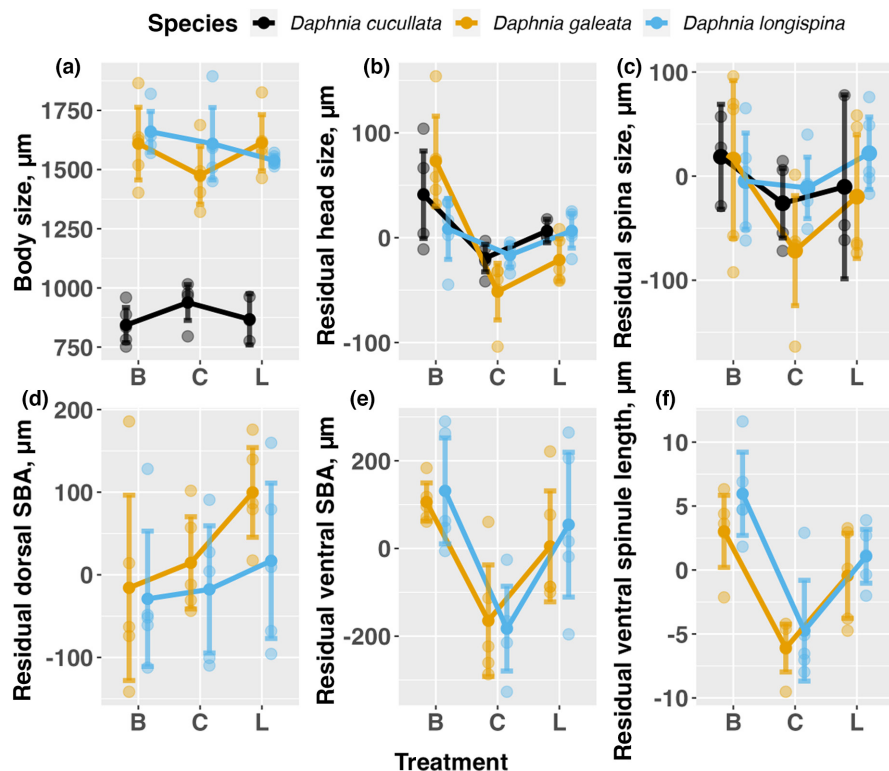 Species Daphnia cucullata Daphnia galeata Daphnia longispina
(a) (b) (c)
Body size, µm
1750
1500
1250
1000
750
B C L
Residual head size, µm
100
0
-100
B C L
Residual spina size, µm
100
0
-100
B C L
(d) (e) (f)
Residual dorsal SBA, µm
200
100
0
-100
B C L
Residual ventral SBA, µm
200
0
-200
B C L
Residual ventral spinule length, µm
10
5
0
-5
-10
B C L
Treatment